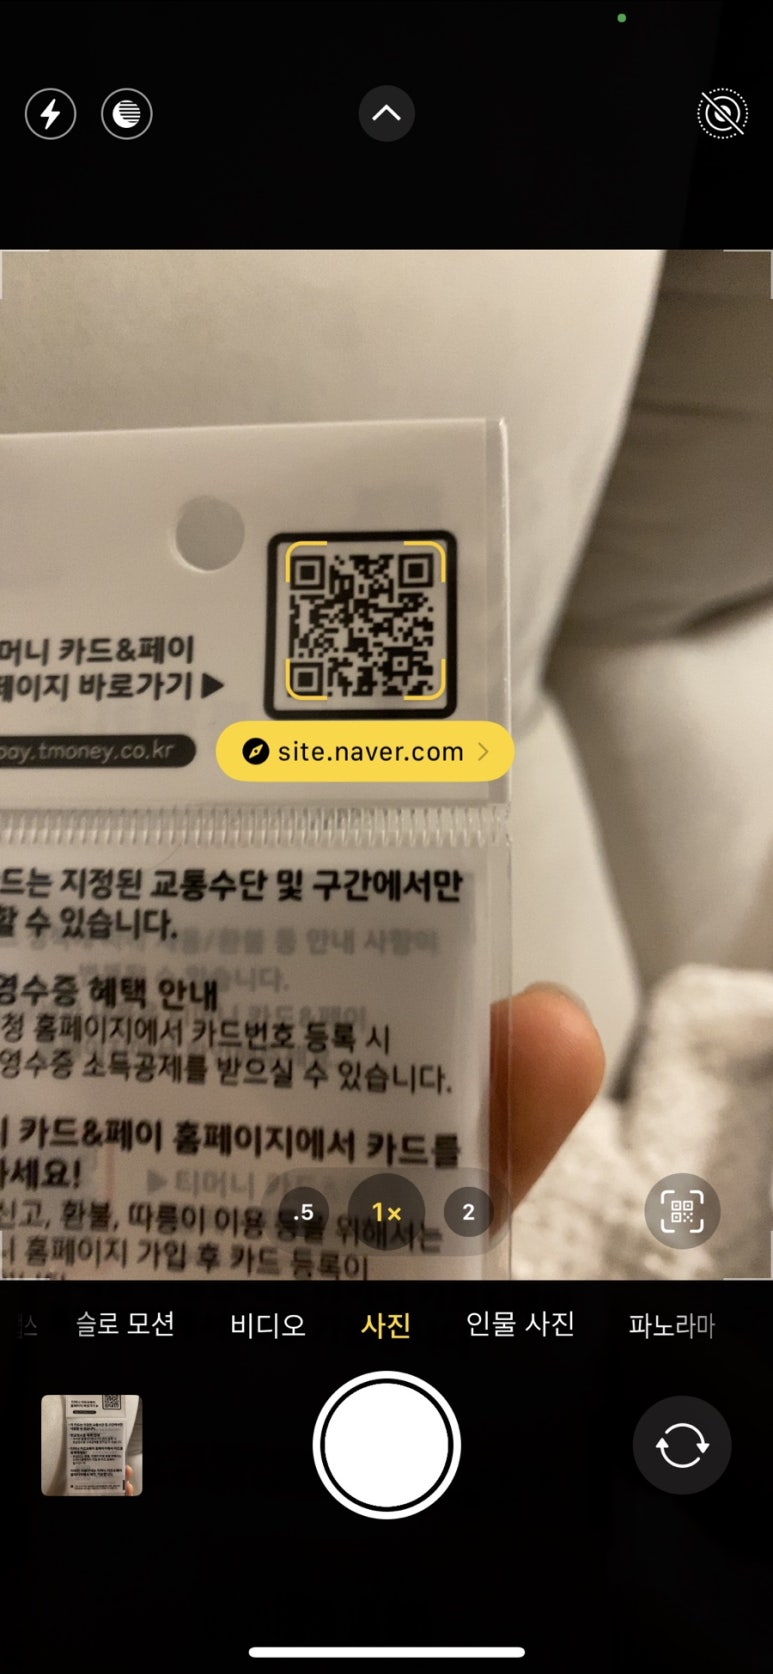 머니 카드&페이
페이지 바로가기 ▶
pay.tmoney.co.kr
site.naver.com
드는 지정된 교통수단 및 구간에서만
할 수 있습니다.
영수증 혜택 안내
청 홈페이지에서 카드번호 등록 시
영수증 소득공제를 받으실 수 있습니다.
카드&페이 홈페이지에서 카드를
하세요!
신고, 환불, 따릉이 이용 등을 위해서는
홈페이지 가입 후 카드 등록이
.5
1×
2
슬로 모션
비디오
사진
인물 사진
파노라마